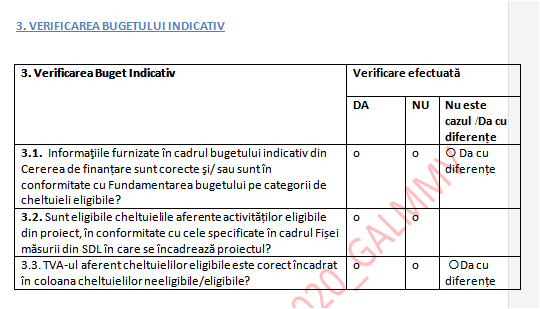 3. VERIFICAREA BUGETULUI INDICATIV
3. Verificarea Buget Indicativ
Verificare efectuată
DA
NU
Nu este
cazul /Da cu
diferențe
3.1. Informaţiile furnizate în cadrul bugetului indicativ din
Cererea de finanțare sunt corecte şi/ sau sunt în
conformitate cu Fundamentarea bugetului pe categorii de
cheltuieli eligibile?
o
o
O Da cu
diferențe
3.2. Sunt eligibile cheltuielile aferente activităților eligibile
din proiect, în conformitate cu cele specificate în cadrul Fișei
măsurii din SDL în care se încadrează proiectul?
o
o
3.3. TVA-ul aferent cheltuielilor eligibile este corect încadrat
în coloana cheltuielilor neeligibile/eligibile?
o
o
O Da cu
diferențe
020_GALMMV